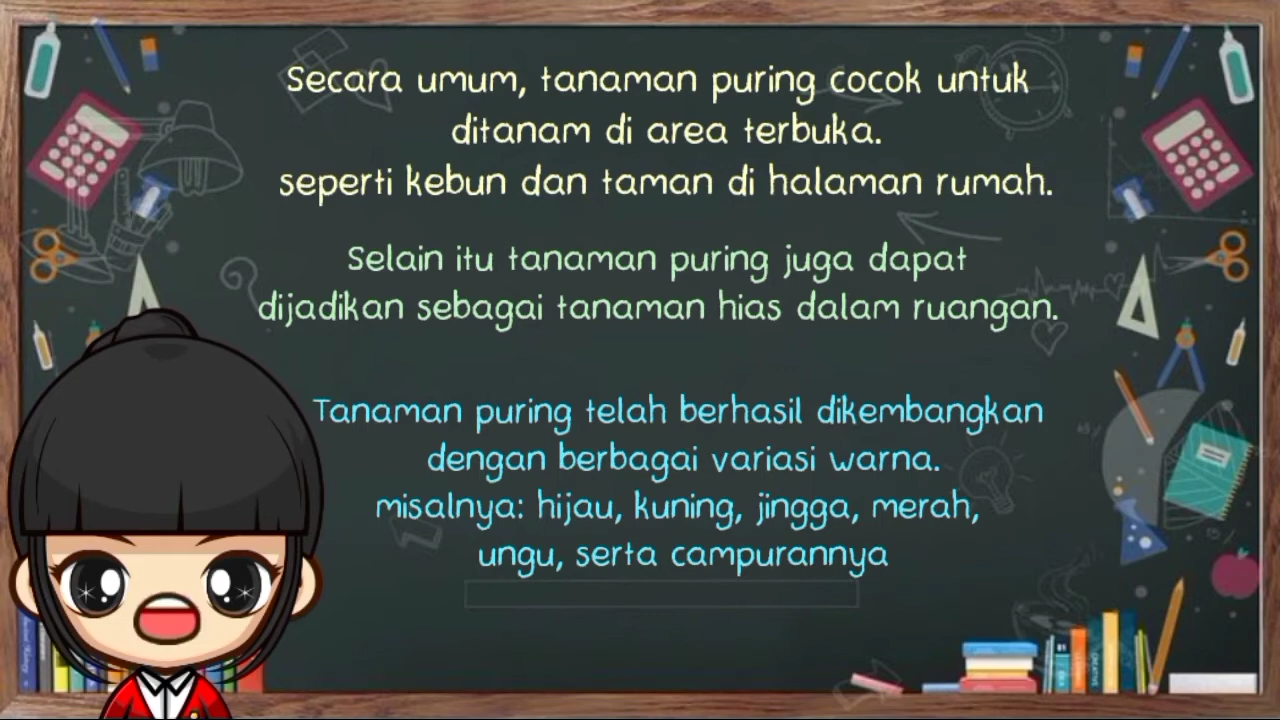 Secara umum, tanaman puring cocok untuk
ditanam di area terbuka.
seperti kebun dan taman di halaman rumah.
Selain itu tanaman puring juga dapat
dijadikan sebagai tanaman hias dalam ruangan.
Tanaman puring telah berhasil dikembangkan
dengan berbagai variasi warna.
misalnya: hijau, kuning, jingga, merah,
ungu, serta campurannya